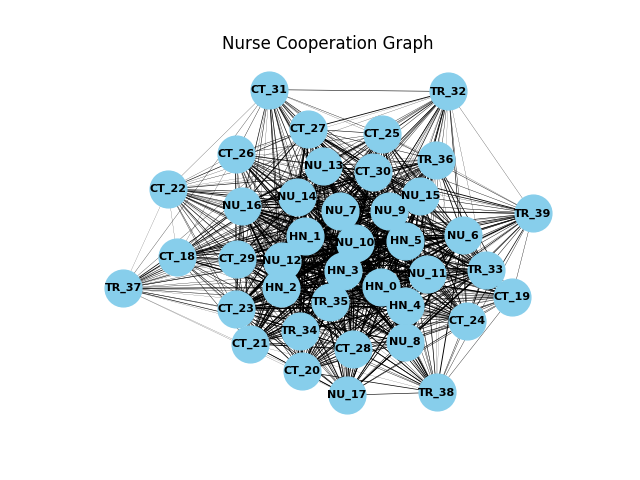 Nurse Cooperation Graph
CT_31
TR_32
CT_27
CT_25
CT_26
NU_13
TR_36
CT_30
CT_22
NU_14
NU_15
NU_16
NU_7
NU_9
TR_39
HN_1
NU_6
NU_10
HN_5
CT_18
CT_29
NU_12
HN_3
NU_11
TR_33
TR_37
HN_2
HN_0
CT_19
TR_35
HN_4
CT_23
CT_24
TR_34
CT_21
CT_28
NU_8
CT_20
NU_17
TR_38